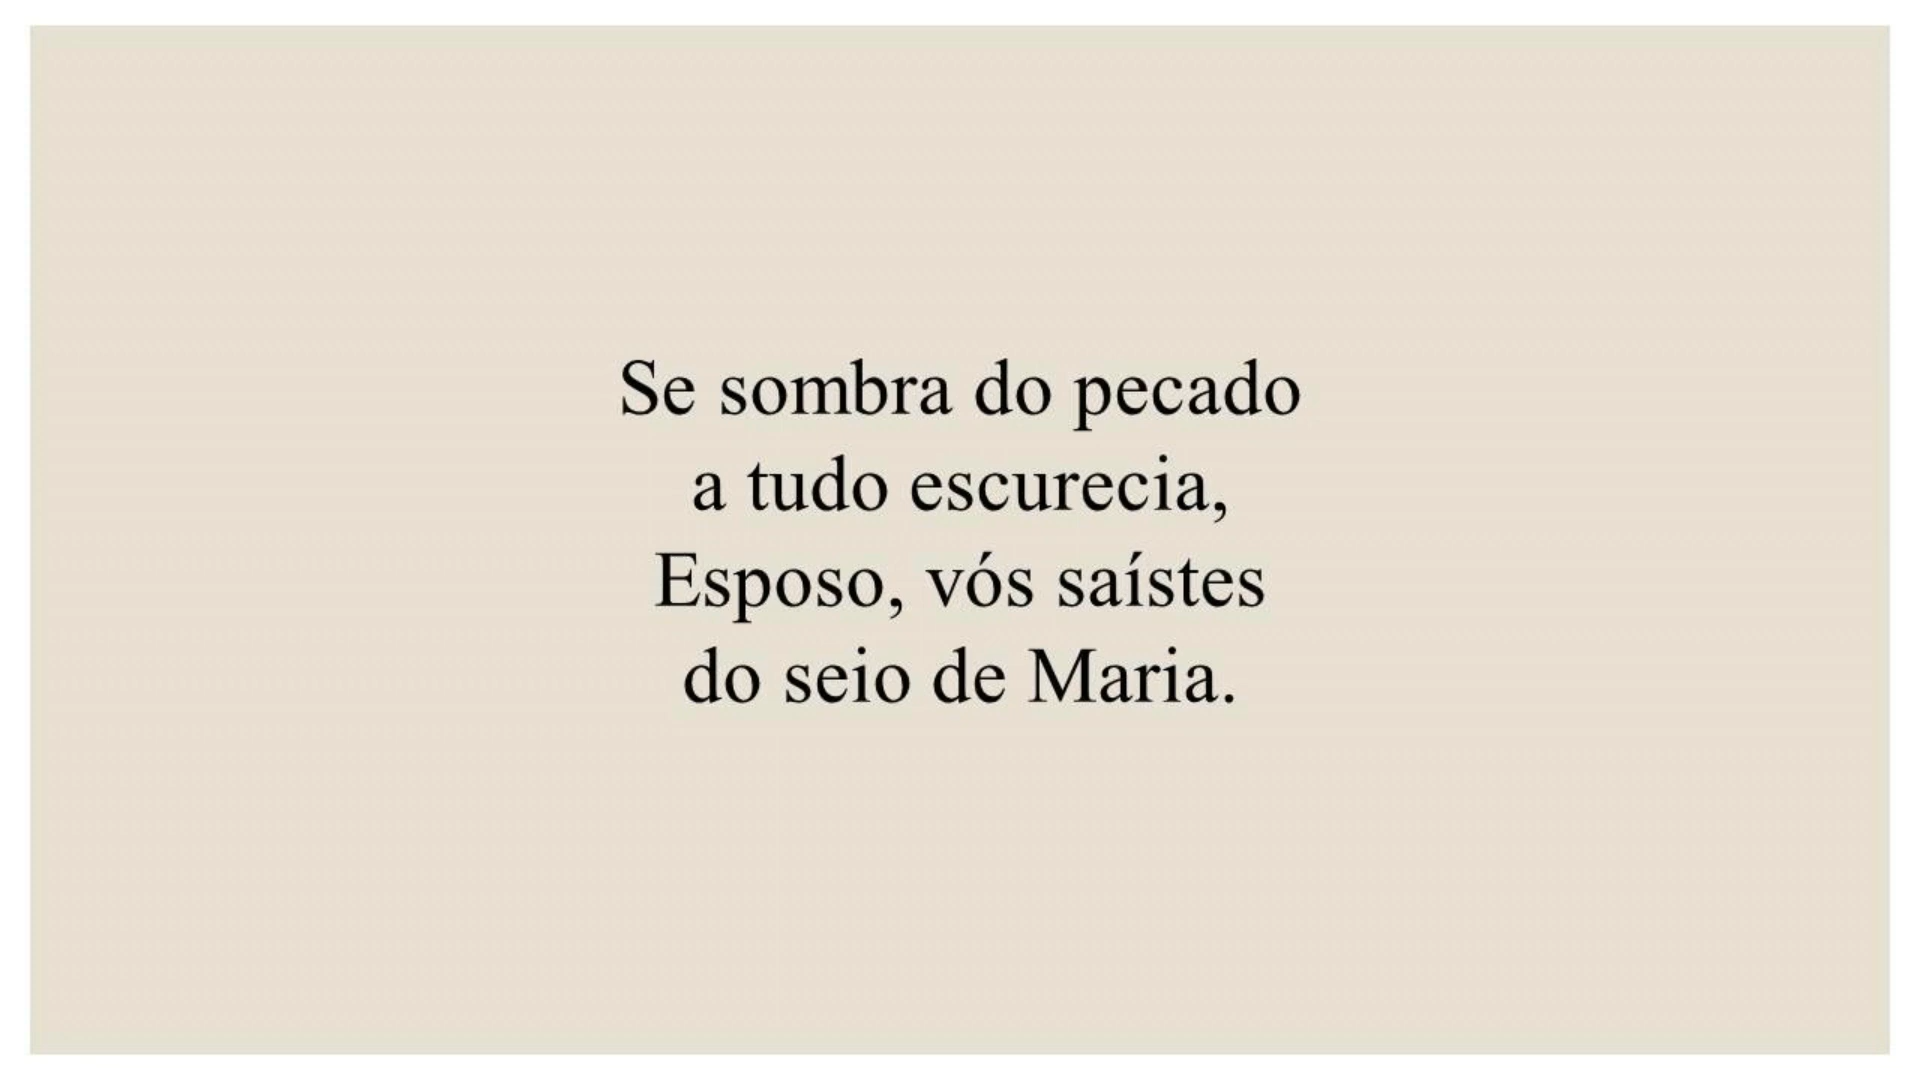 Se sombra do pecado
a tudo escurecia,
Esposo, vós saístes
do seio de Maria.